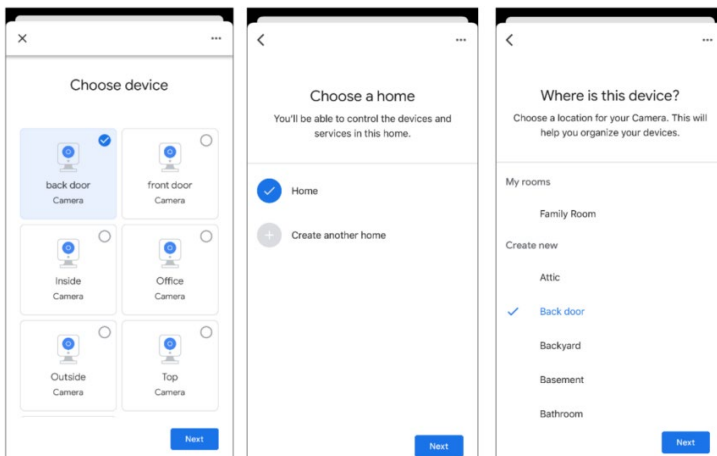 Choose device
back door
Camera
front door
Camera
Inside
Camera
Office
Camera
Outside
Camera
Top
Camera
Next
Choose a home
You'll be able to control the devices and
services in this home.
Home
Create another home
Next
Where is this device?
Choose a location for your Camera. This will
help you organize your devices.
My rooms
Family Room
Create new
Attic
Back door
Backyard
Basement
Bathroom
Next